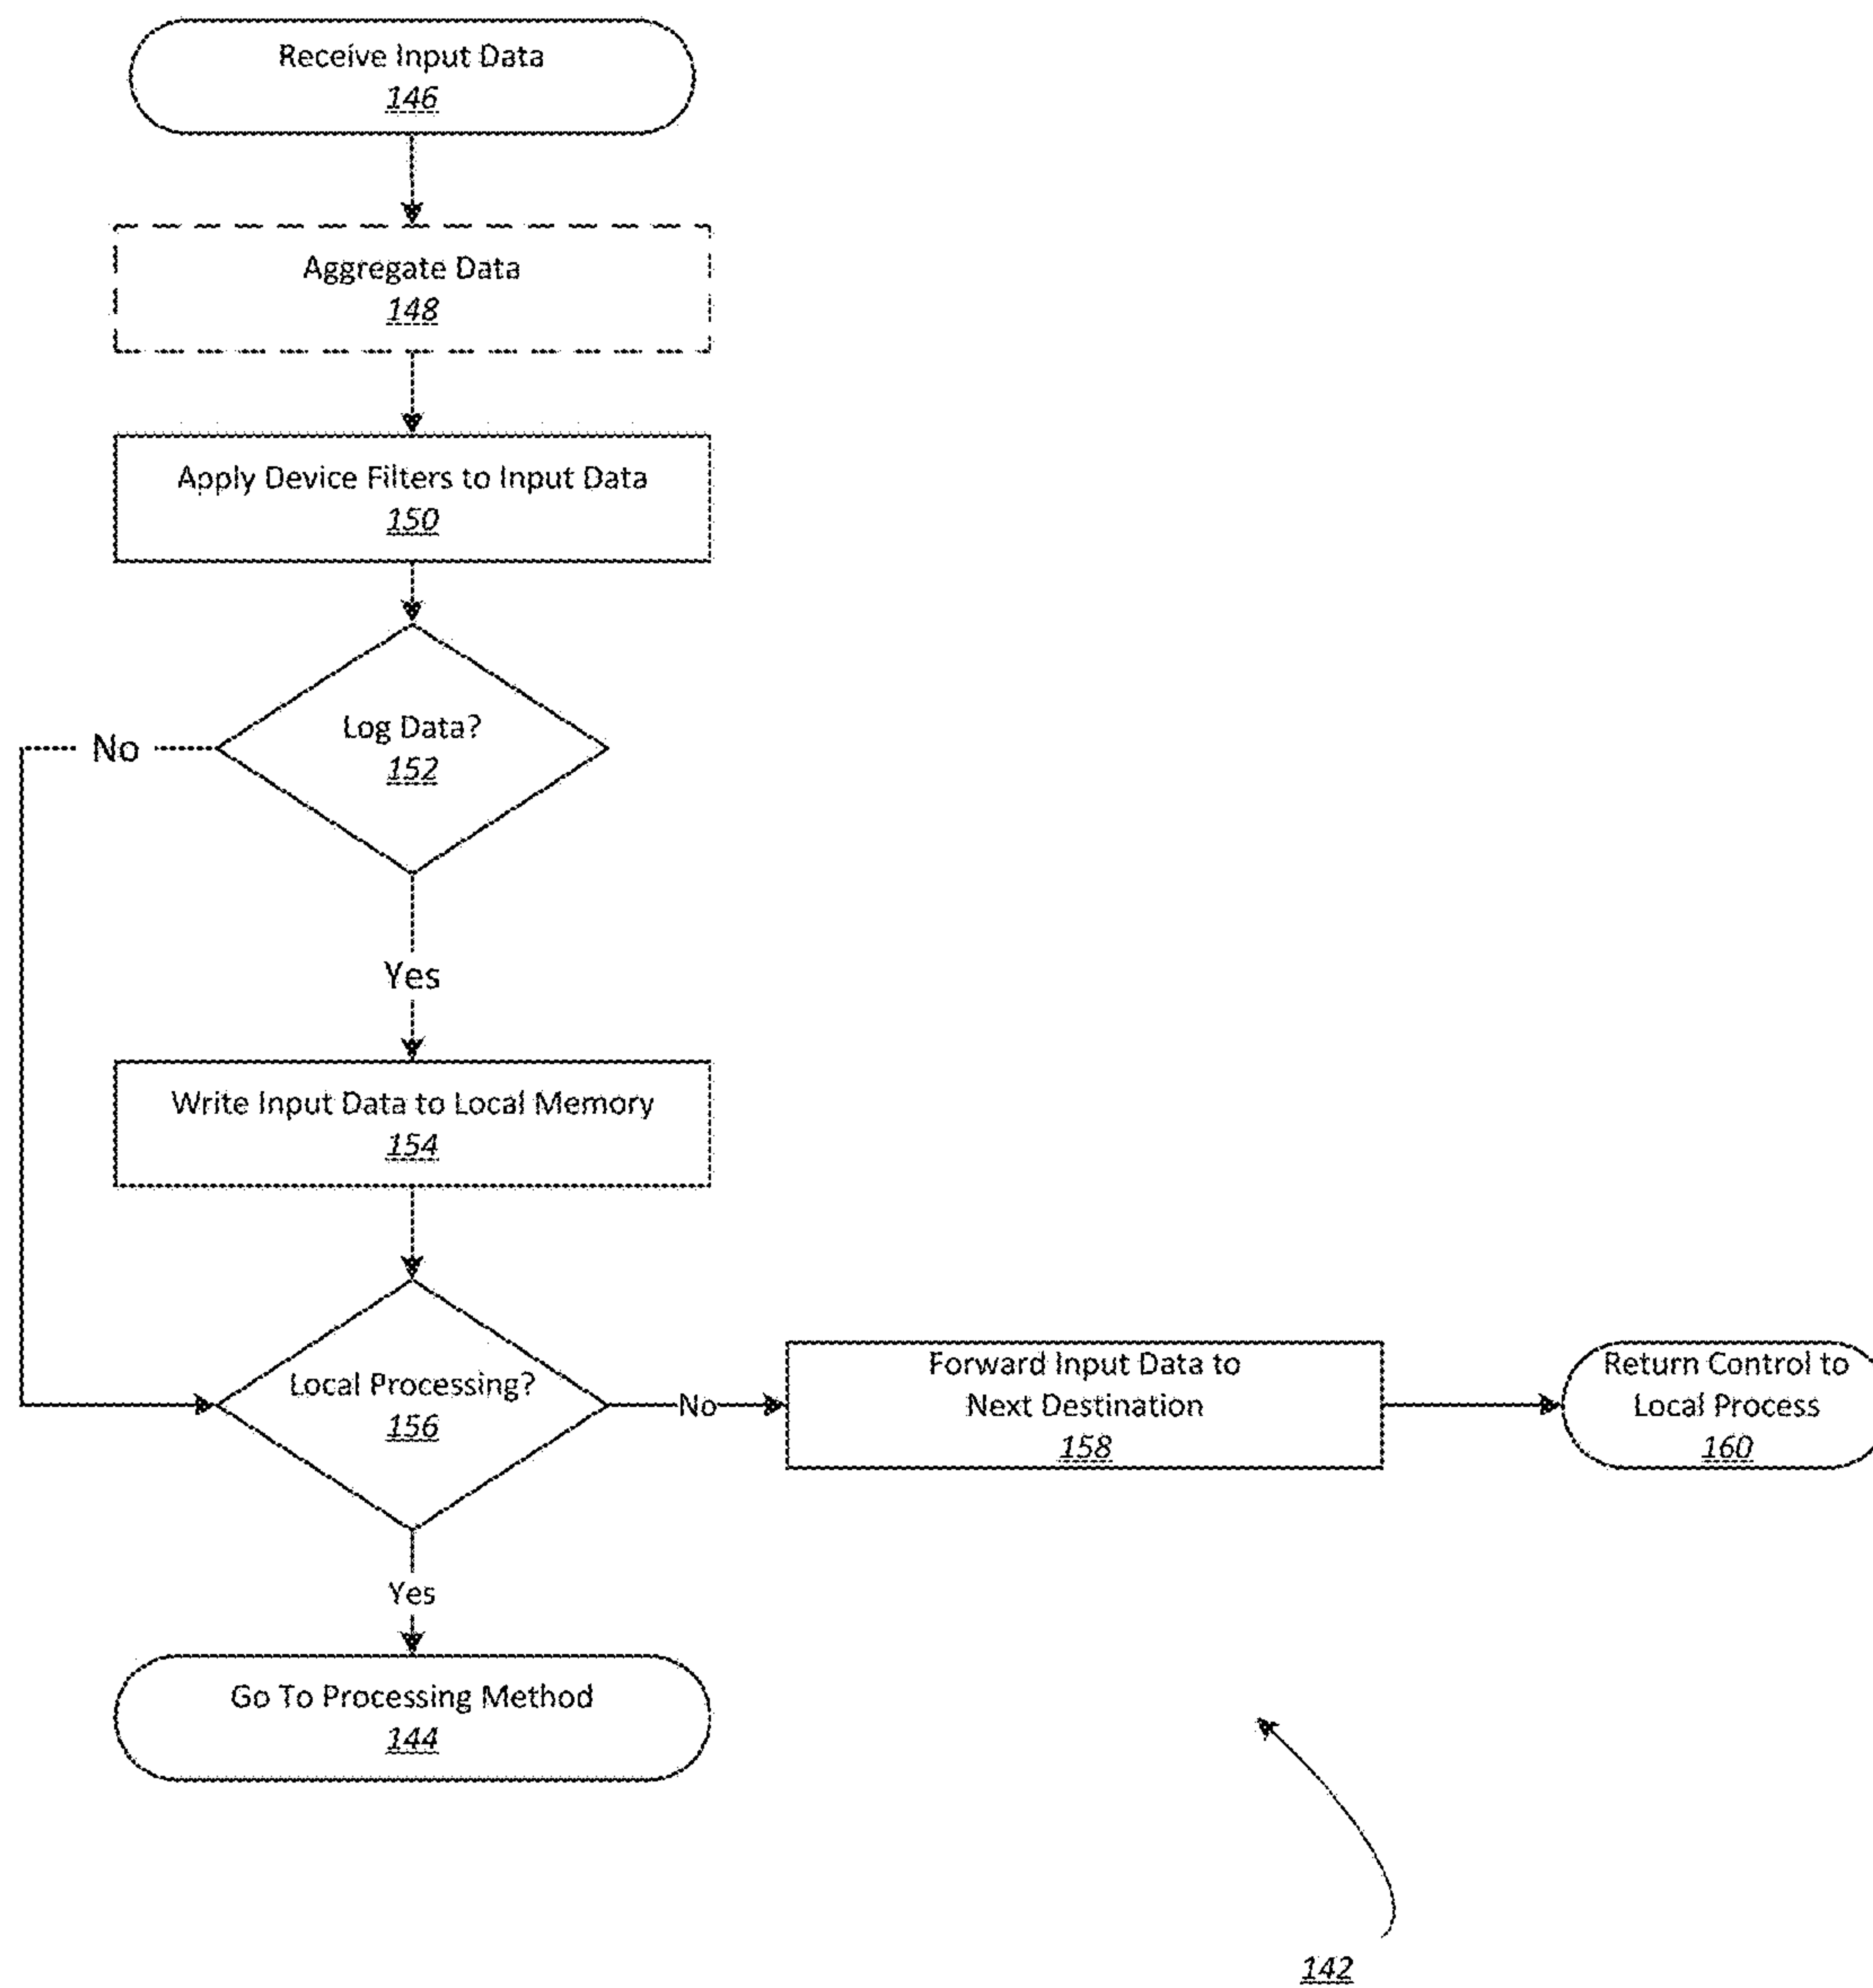 Receive Input Data
146
Aggregate Data
148
Apply Device Filters to Input Data
150
Log Data?
152
No
Yes
Write Input Data to Local Memory
154
Local Processing?
156
No
Forward Input Data to
Next Destination
158
Return Control to
Local Process
160
Yes
Go To Processing Method
144
142